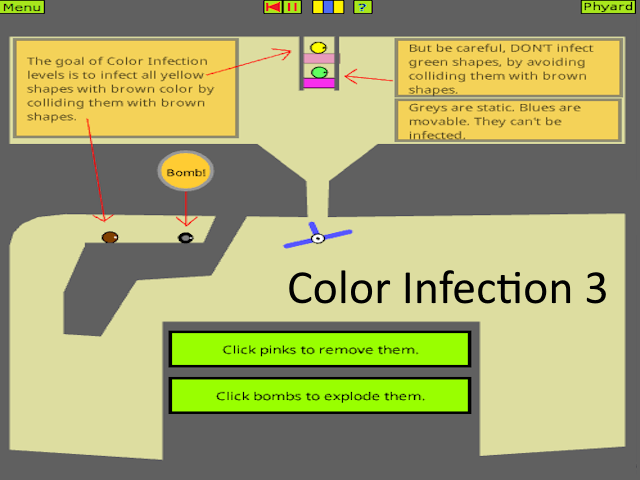 Menu
?
Phyard
The goal of Color Infection
levels is to infect all yellow
shapes with brown color by
colliding them with brown
shapes.
But be careful, DON'T infect
green shapes, by avoiding
colliding them with brown
shapes.
Greys are static. Blues are
movable. They can't be
infected.
Bomb!
Color Infection 3
Click pinks to remove them.
Click bombs to explode them.